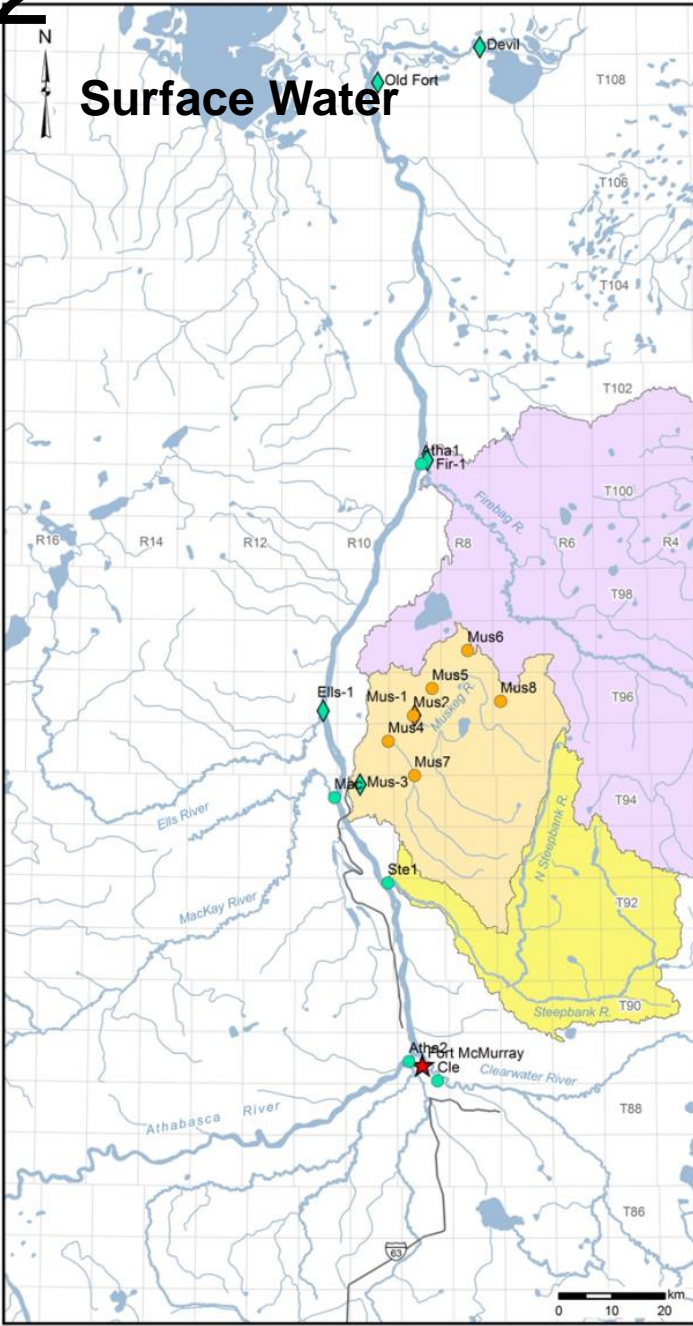 2
N
Surface Water
Devil
Old Fort
T108
T106
T104
T102
Atha1
Fir-1
T100
Firebag R.
R16
R14
R12
R10
R8
R6
R4
T98
Mus6
Mus5
Mus8
T96
Ells-1
Mus-1
Mus2
Muskeg R.
Mus4
Mus7
Mac
Mus-3
T94
Ells River
N Steepbank R.
Ste1
MacKay River
T92
T90
Steepbank R.
Atha2
Fort McMurray
Cle
Clearwater River
Athabasca River
T88
T86
63
km
0 10 20